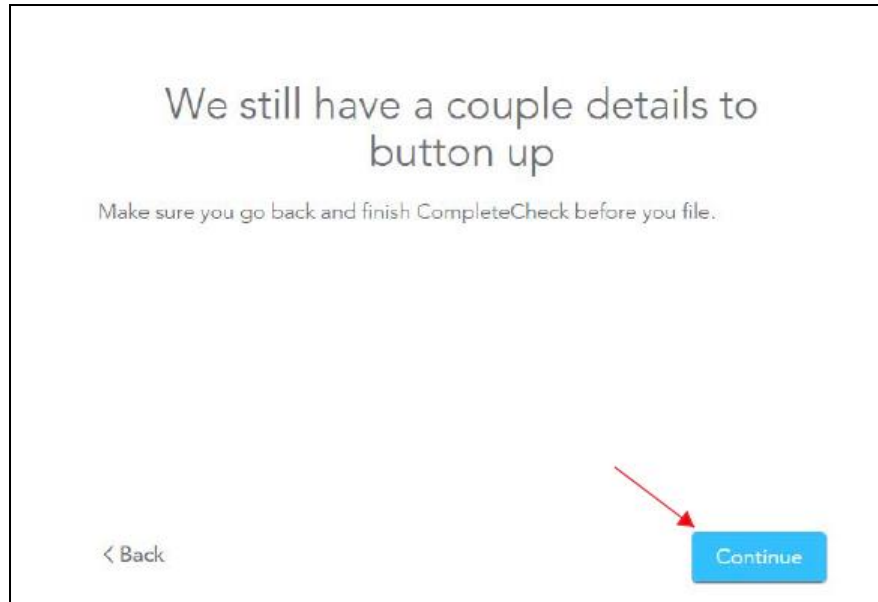 We still have a couple details to
button up
Make sure you go back and finish CompleteCheck before you file.
< Back
Continue